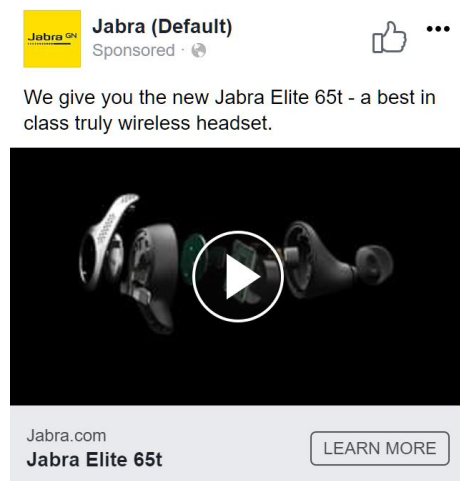 Jabra GN
Jabra (Default)
Sponsored ·
We give you the new Jabra Elite 65t - a best in
class truly wireless headset.
Jabra.com
Jabra Elite 65t
LEARN MORE